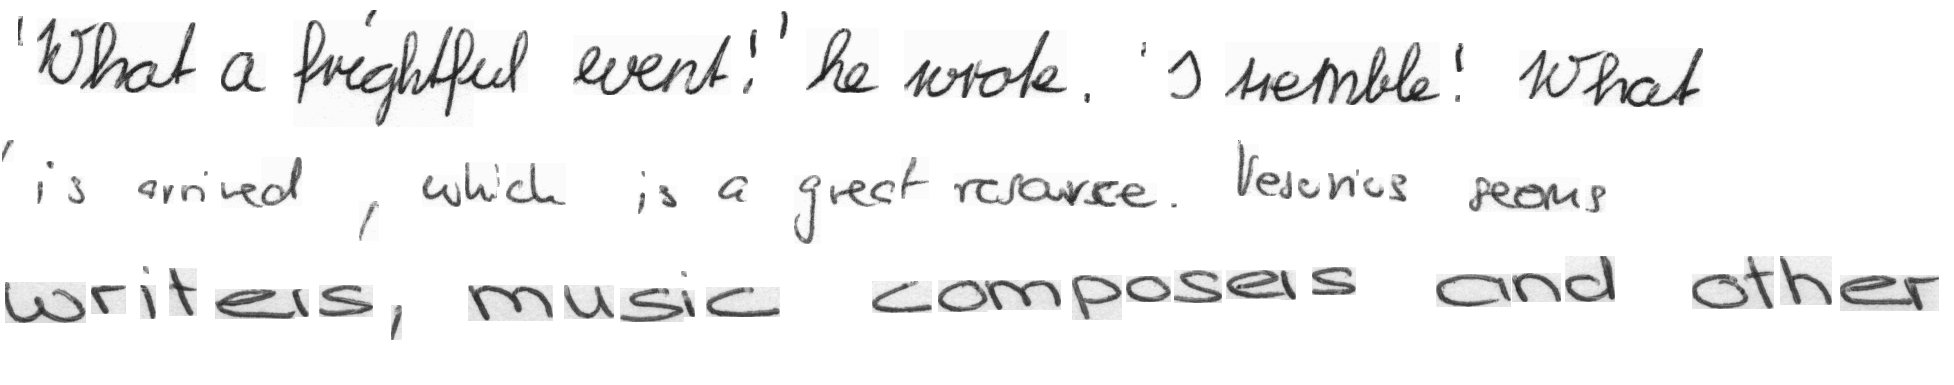 'What a frightful event!' he wrote. 'I tremble! What
' is arrived, which is a great resource. Vesuvius seems
writers, music composers and other